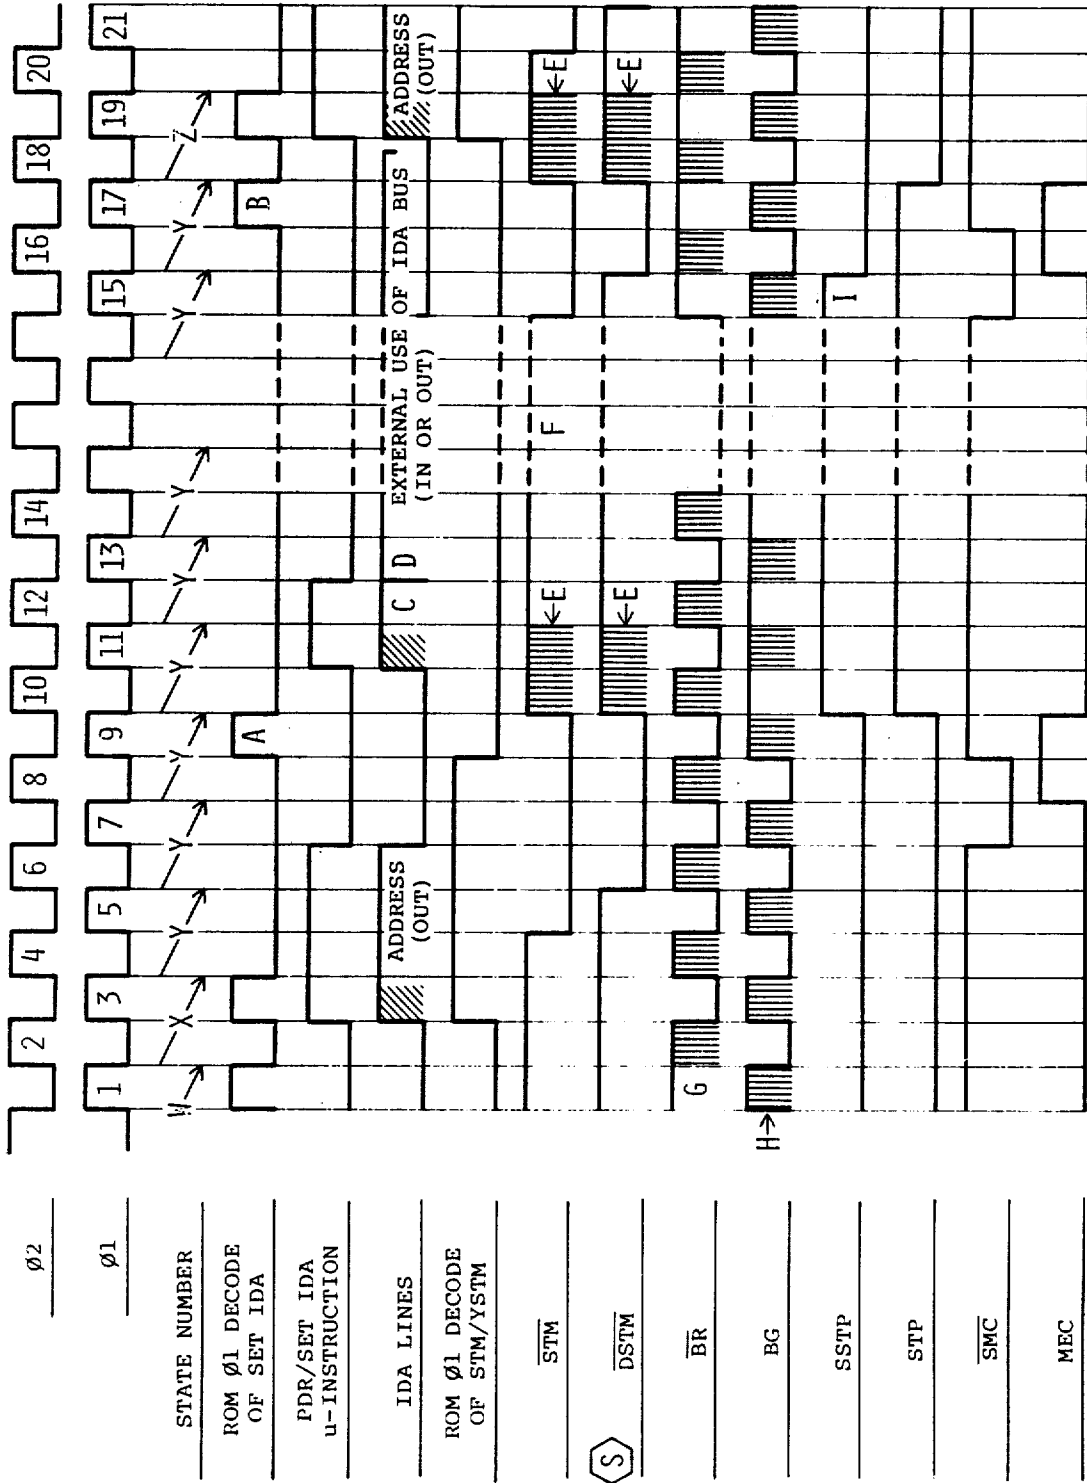 ø2 2 4 6 8 10 12 14 16 18 20
ø1 1 3 5 7 9 11 13 15 17 19 21
STATE NUMBER W X Y Y Y Y Y Y Y Y Z
ROM ø1 DECODE
OF SET IDA
A B
PDR/SET IDA
u-INSTRUCTION
IDA LINES
ADDRESS
(OUT)
C D
EXTERNAL USE OF IDA BUS
(IN OR OUT)
ADDRESS
(OUT)
ROM ø1 DECODE
OF STM/YSTM
STM E F E
S
DSTM E E
BR G
BG H
SSTP I
STP
SMC
MEC